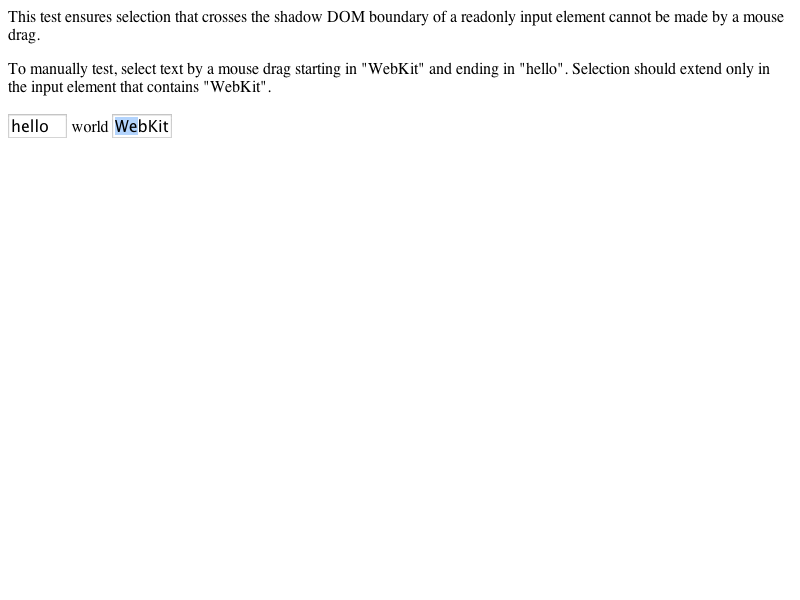 This test ensures selection that crosses the shadow DOM boundary of a readonly input element cannot be made by a mouse
drag.
To manually test, select text by a mouse drag starting in "WebKit" and ending in "hello". Selection should extend only in
the input element that contains "WebKit".
hello world WebKit